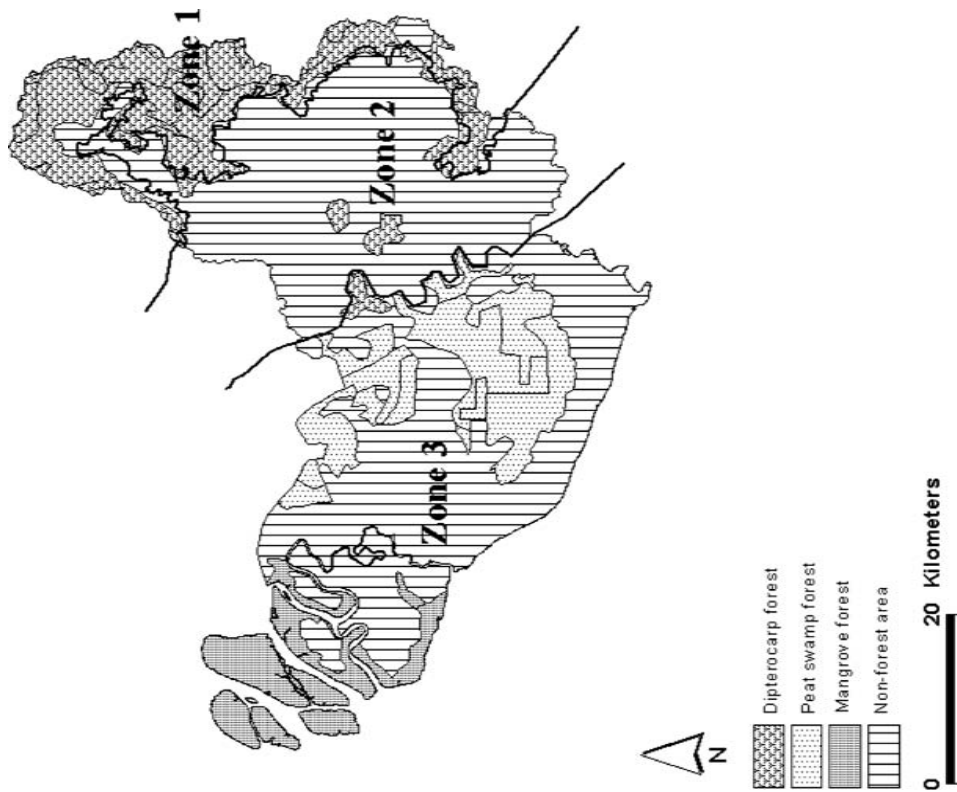 Zone 1
Zone 2
Zone 3
N
Dipterocarp forest
Peat swamp forest
Mangrove forest
Non-forest area
0 20 Kilometers